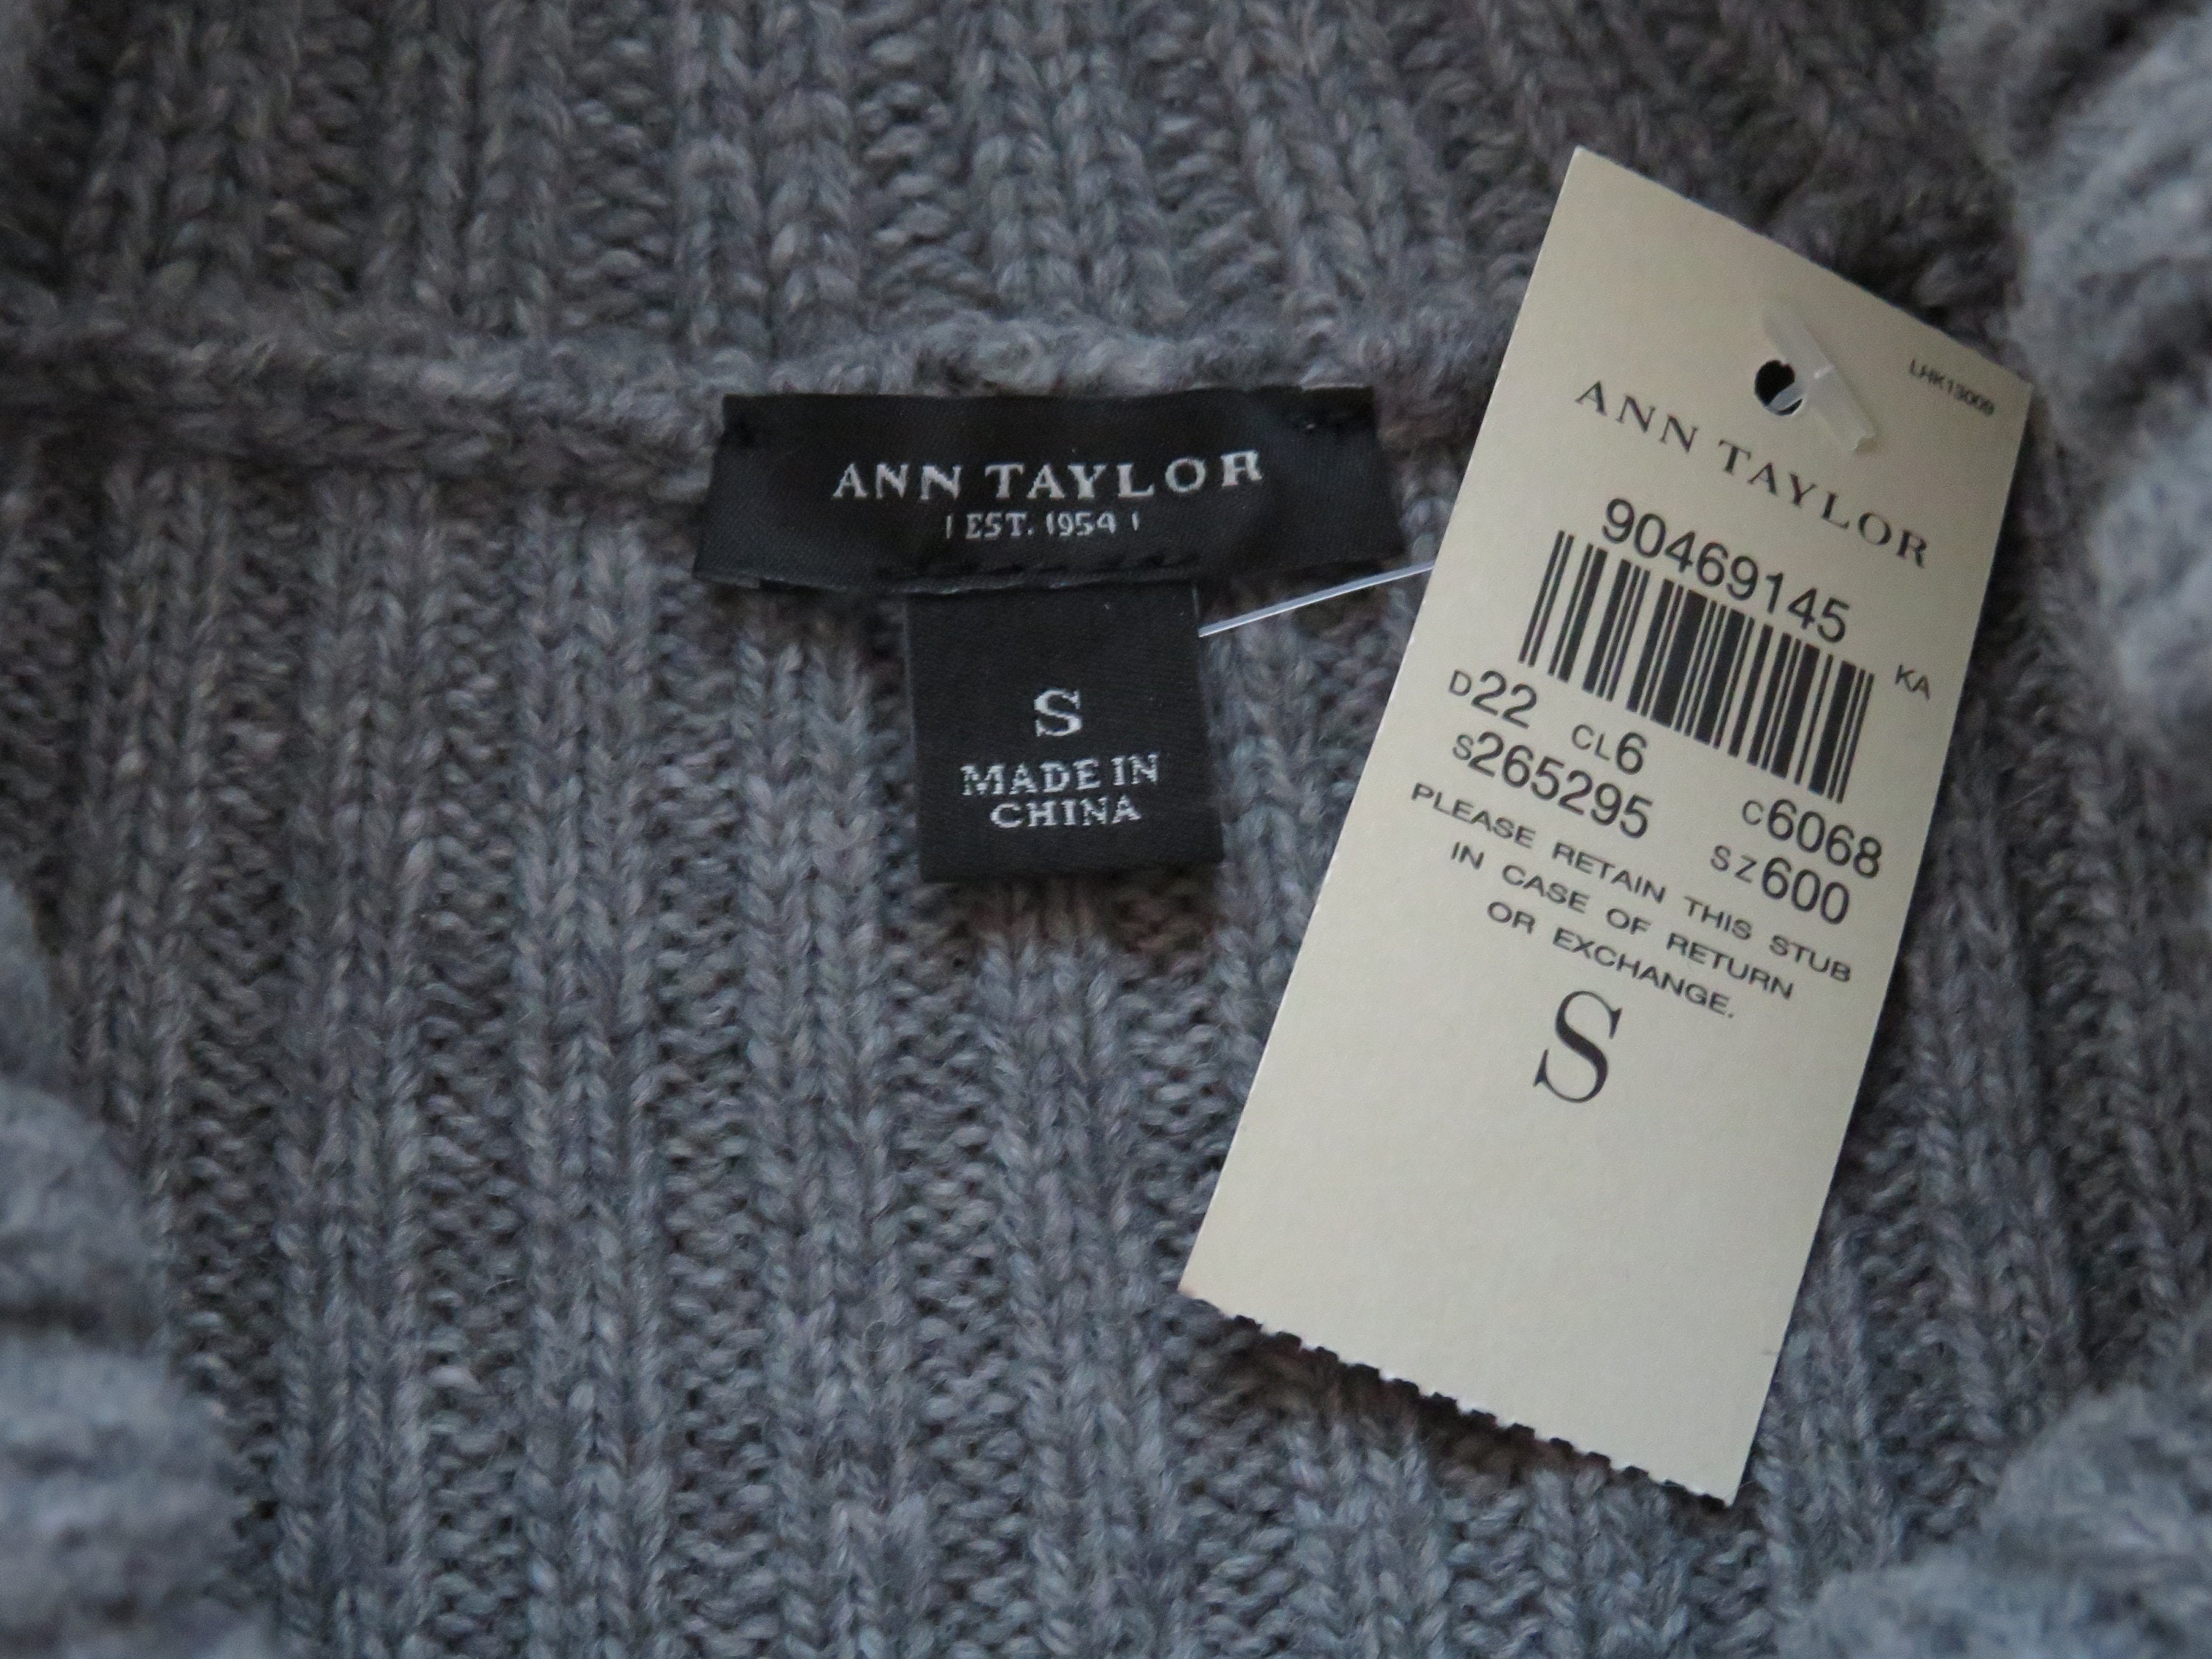 ANN TAYLOR
| EST. 1954 |
S
MADE IN
CHINA
LHK13009
ANN TAYLOR
90469145
KA
D22 CL6 C6068
S265295 SZ600
PLEASE RETAIN THIS STUB
IN CASE OF RETURN
OR EXCHANGE.
S